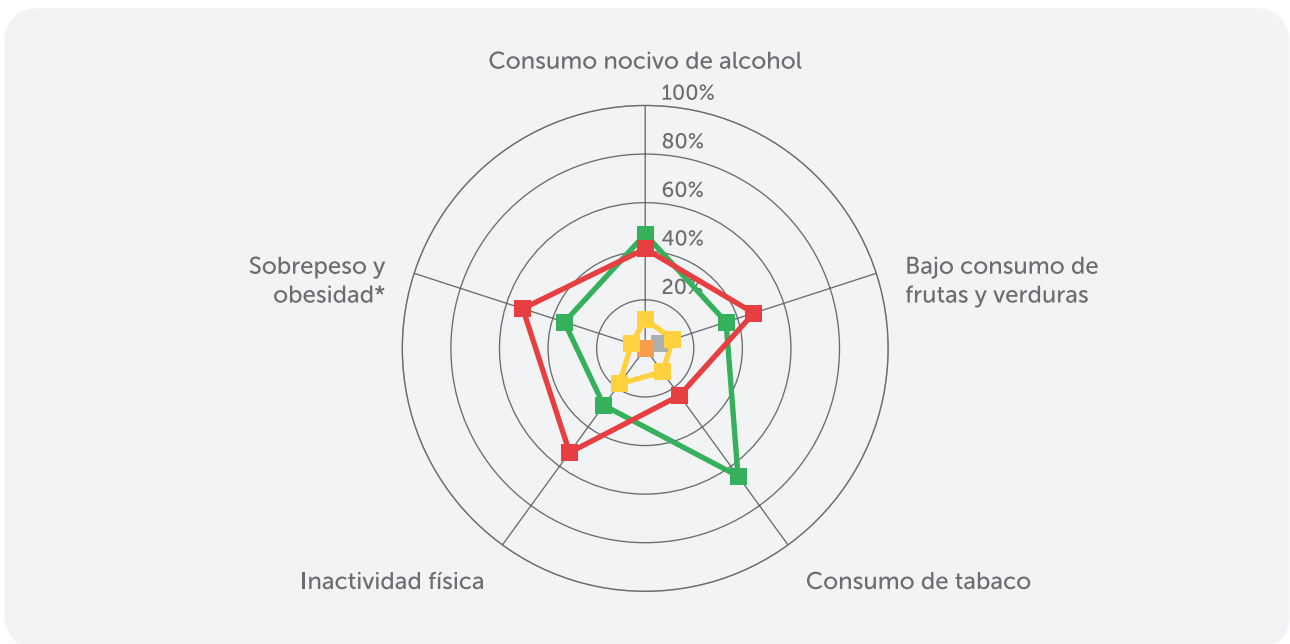 Consumo nocivo de alcohol
100%
80%
60%
40%
20%
Sobrepeso y
obesidad*
Bajo consumo de
frutas y verduras
Inactividad física
Consumo de tabaco